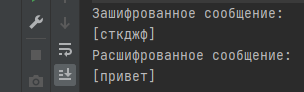 Зашифрованное сообщение:
[сткджф]
Расшифрованное сообщение:
[привет]